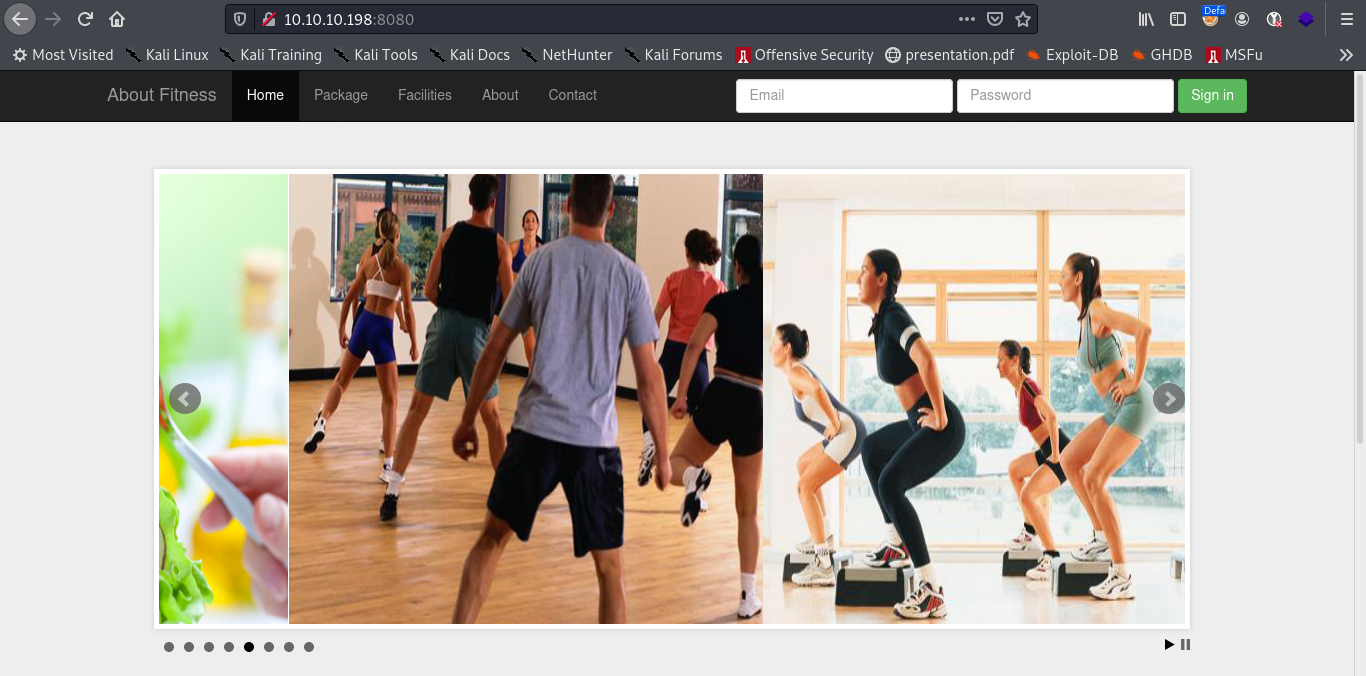 10.10.10.198:8080
Defa
Most Visited Kali Linux Kali Training Kali Tools Kali Docs NetHunter Kali Forums Offensive Security presentation.pdf Exploit-DB GHDB MSFu
About Fitness Home Package Facilities About Contact Email Password Sign in